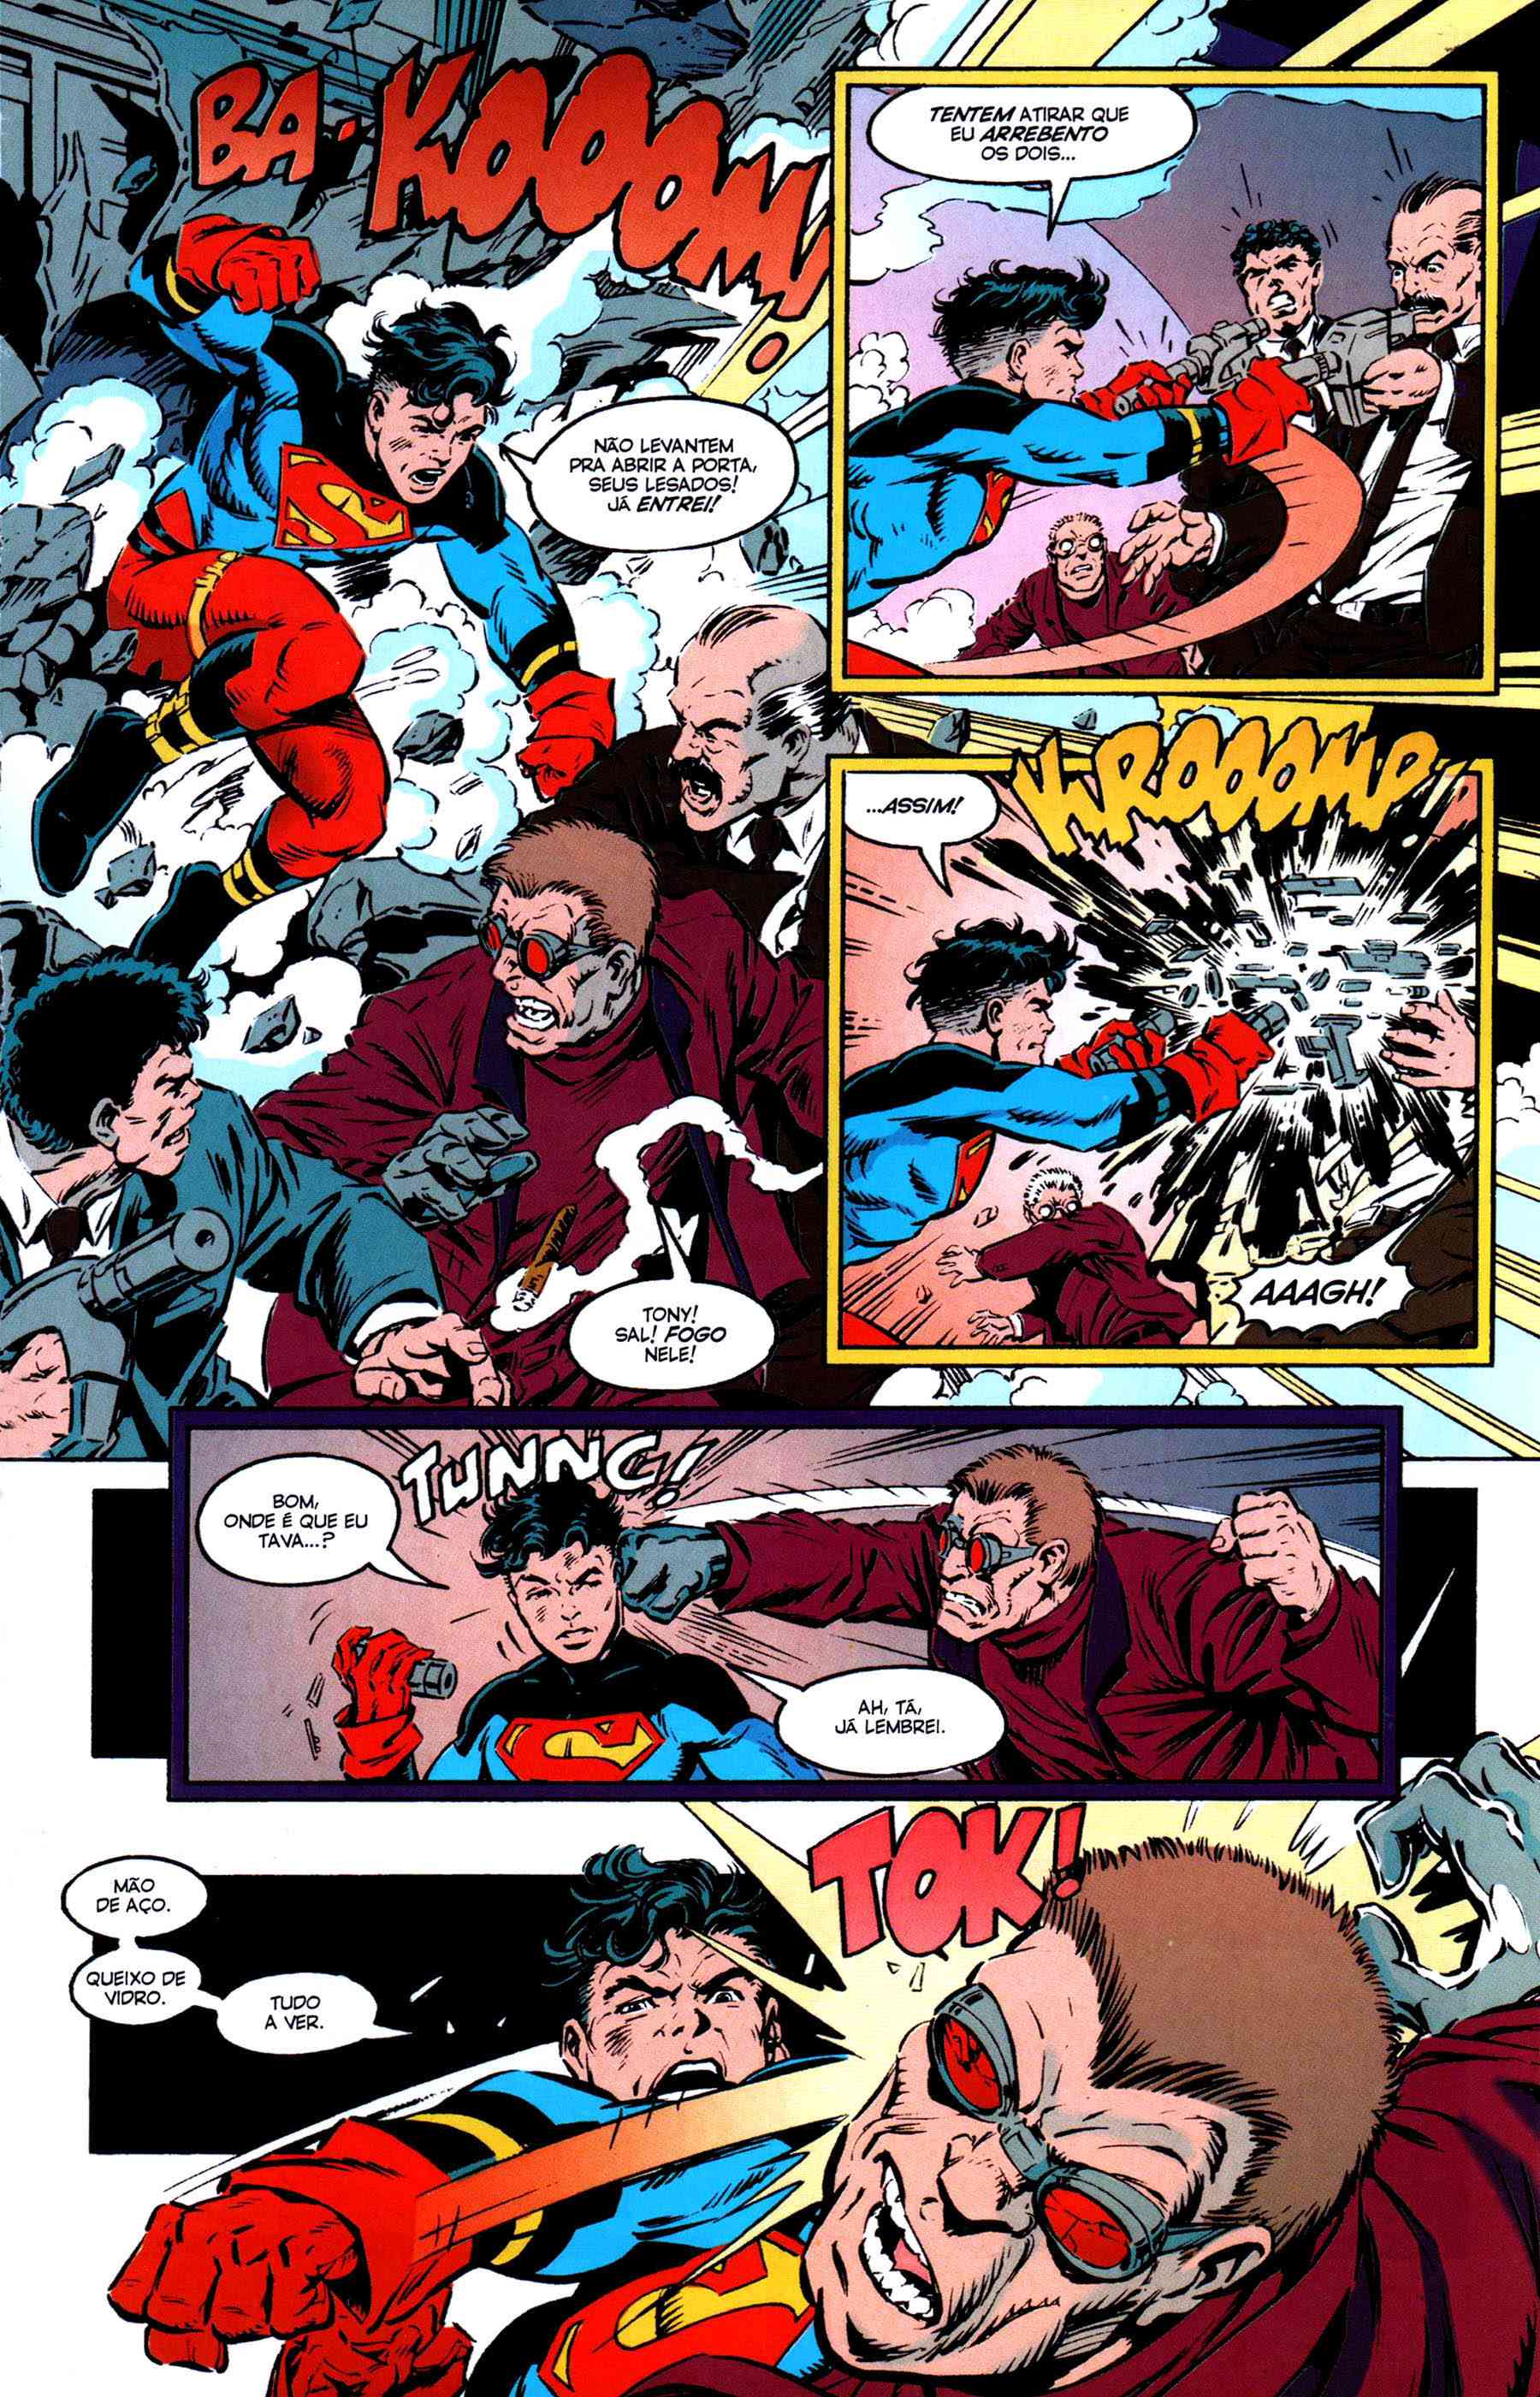 BA-KOOOM!
NÃO LEVANTEM
PRA ABRIR A PORTA,
SEUS LESADOS!
JÁ ENTREI!
TONY!
SAL! FOGO
NELE!
TENTEM ATIRAR QUE
EU ARREBENTO
OS DOIS...
...ASSIM!
KROOOMP!
AAAGH!
BOM,
ONDE É QUE EU
TAVA...?
TUNNG!
AH, TÁ,
JÁ LEMBREI.
MÃO
DE AÇO.
QUEIXO DE
VIDRO.
TUDO
A VER.
TOK!